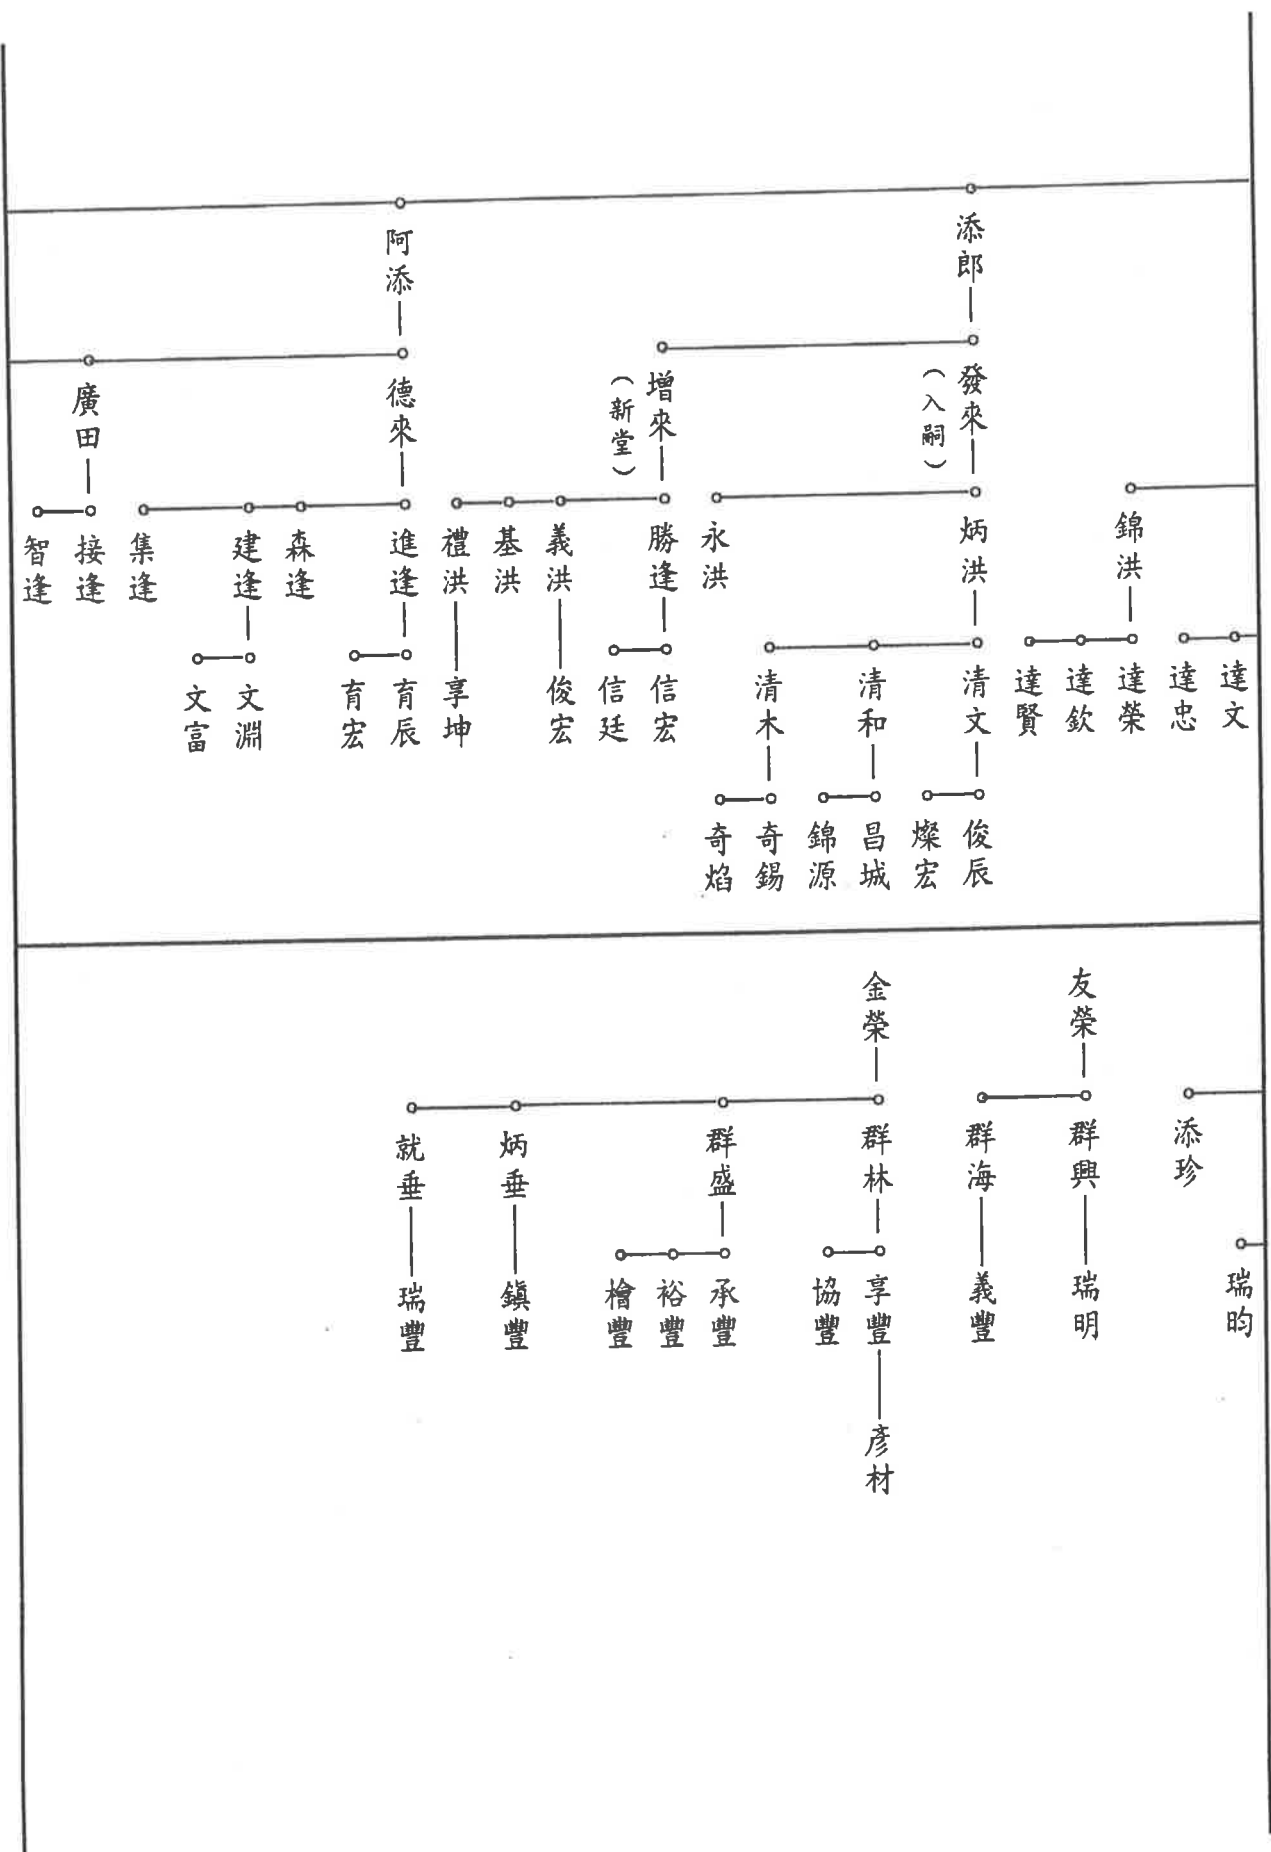 添郎
阿添
發來
（入嗣）
增來
（新堂）
德來
廣田
錦洪
炳洪
永洪
勝逢
義洪
基洪
禮洪
進逢
森逢
建逢
集逢
接逢
智逢
達文
達忠
達榮
達欽
達賢
清文
清和
清木
信宏
信廷
俊宏
享坤
育辰
育宏
文淵
文富
俊辰
燦宏
昌城
錦源
奇錫
奇焰
友榮
金榮
添珍
群興
群海
群林
群盛
炳垂
就垂
瑞昀
瑞明
義豐
享豐
協豐
承豐
裕豐
檜豐
鎮豐
瑞豐
彥材